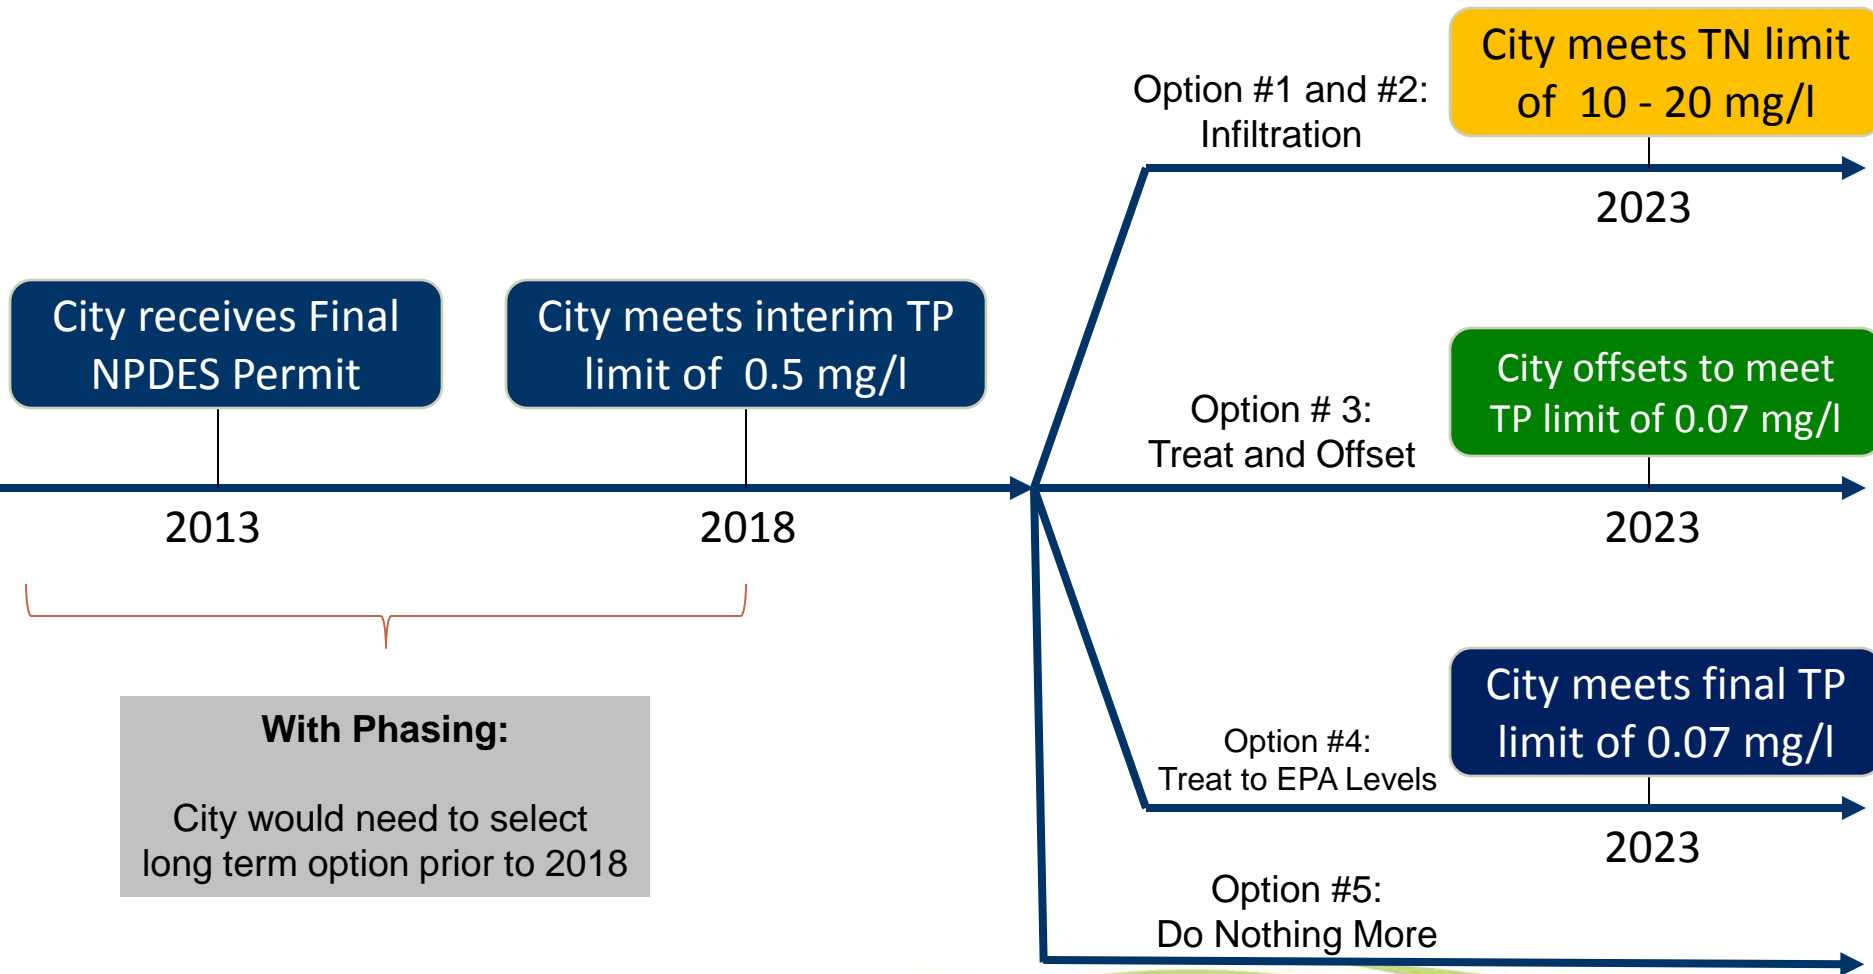 City receives Final
NPDES Permit
2013
City meets interim TP
limit of 0.5 mg/l
2018
With Phasing:
City would need to select
long term option prior to 2018
Option #1 and #2:
Infiltration
City meets TN limit
of 10 - 20 mg/l
2023
Option # 3:
Treat and Offset
City offsets to meet
TP limit of 0.07 mg/l
2023
Option #4:
Treat to EPA Levels
City meets final TP
limit of 0.07 mg/l
2023
Option #5:
Do Nothing More